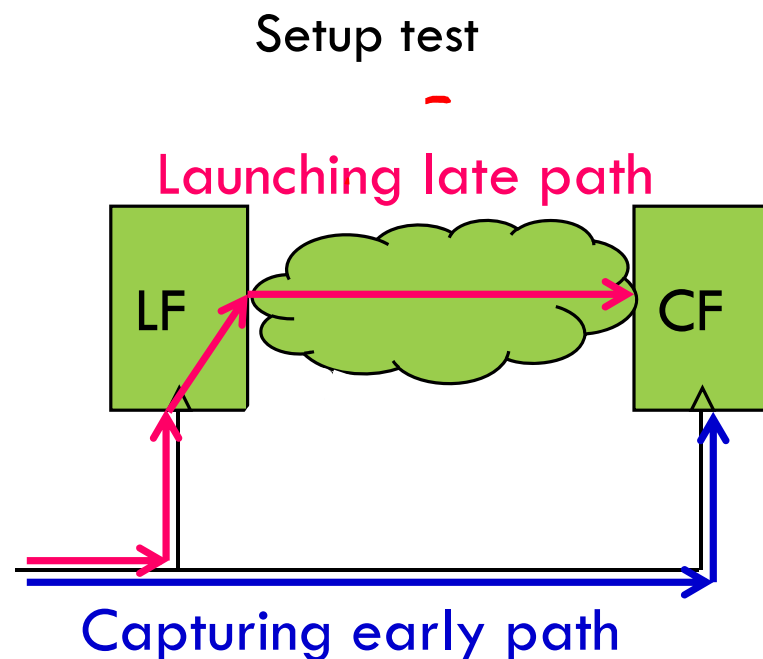 Setup test
Launching late path
LF
CF
Capturing early path